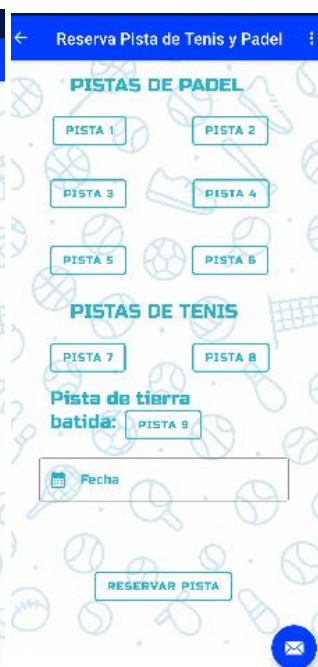 Reserva Pista de Tenis y Padel
PISTAS DE PADEL
PISTA 1 PISTA 2
PISTA 3 PISTA 4
PISTA 5 PISTA 6
PISTAS DE TENIS
PISTA 7 PISTA 8
Pista de tierra
batida: PISTA 9
Fecha
RESERVAR PISTA